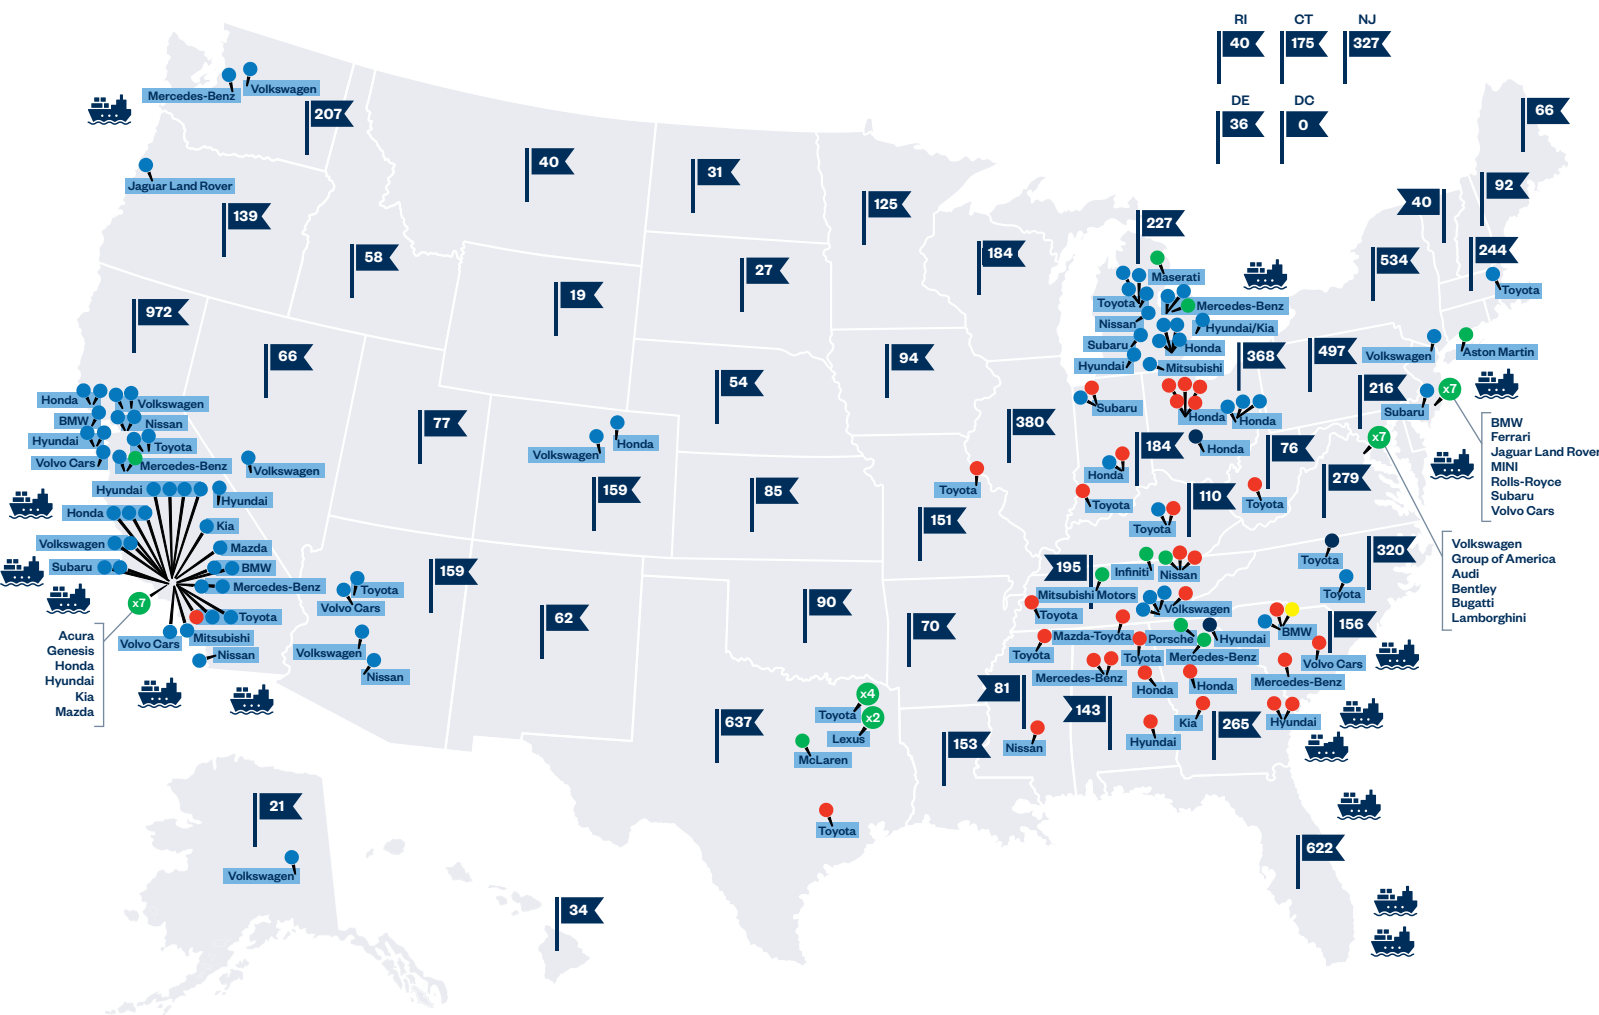 RI
CT
NJ
40
175
327
DE
DC
36
0
Mercedes-Benz
Volkswagen
207
Jaguar Land Rover
139
40
31
125
184
227
66
92
40
244
534
58
27
19
972
66
94
54
77
380
159
85
151
159
62
90
70
637
153
81
143
265
622
21
34
Maserati
Toyota
Mercedes-Benz
Nissan
Hyundai/Kia
Subaru
Honda
Hyundai
Mitsubishi
368
497
216
Toyota
Volkswagen
Aston Martin
Subaru
x7
BMW
Ferrari
Jaguar Land Rover
MINI
Rolls-Royce
Subaru
Volvo Cars
x7
Volkswagen
Group of America
Audi
Bentley
Bugatti
Lamborghini
Subaru
Honda
Honda
184
Honda
76
279
Honda
Toyota
110
Toyota
Toyota
Toyota
195
Infiniti
Nissan
Toyota
320
Toyota
Mitsubishi Motors
Volkswagen
Toyota
Mazda-Toyota
Porsche
Hyundai
BMW
156
Toyota
Toyota
Mercedes-Benz
Volvo Cars
Mercedes-Benz
Honda
Honda
Mercedes-Benz
Kia
Hyundai
Hyundai
Nissan
Honda
Volkswagen
BMW
Nissan
Hyundai
Toyota
Volvo Cars
Mercedes-Benz
Volkswagen
Hyundai
Hyundai
Honda
Kia
Volkswagen
Mazda
Subaru
BMW
Mercedes-Benz
x7
Toyota
Volvo Cars
Mitsubishi
Nissan
Acura
Genesis
Honda
Hyundai
Kia
Mazda
Toyota
Volvo Cars
Volkswagen
Nissan
Volkswagen
Honda
x4
Toyota
x2
Lexus
McLaren
Toyota
Volkswagen